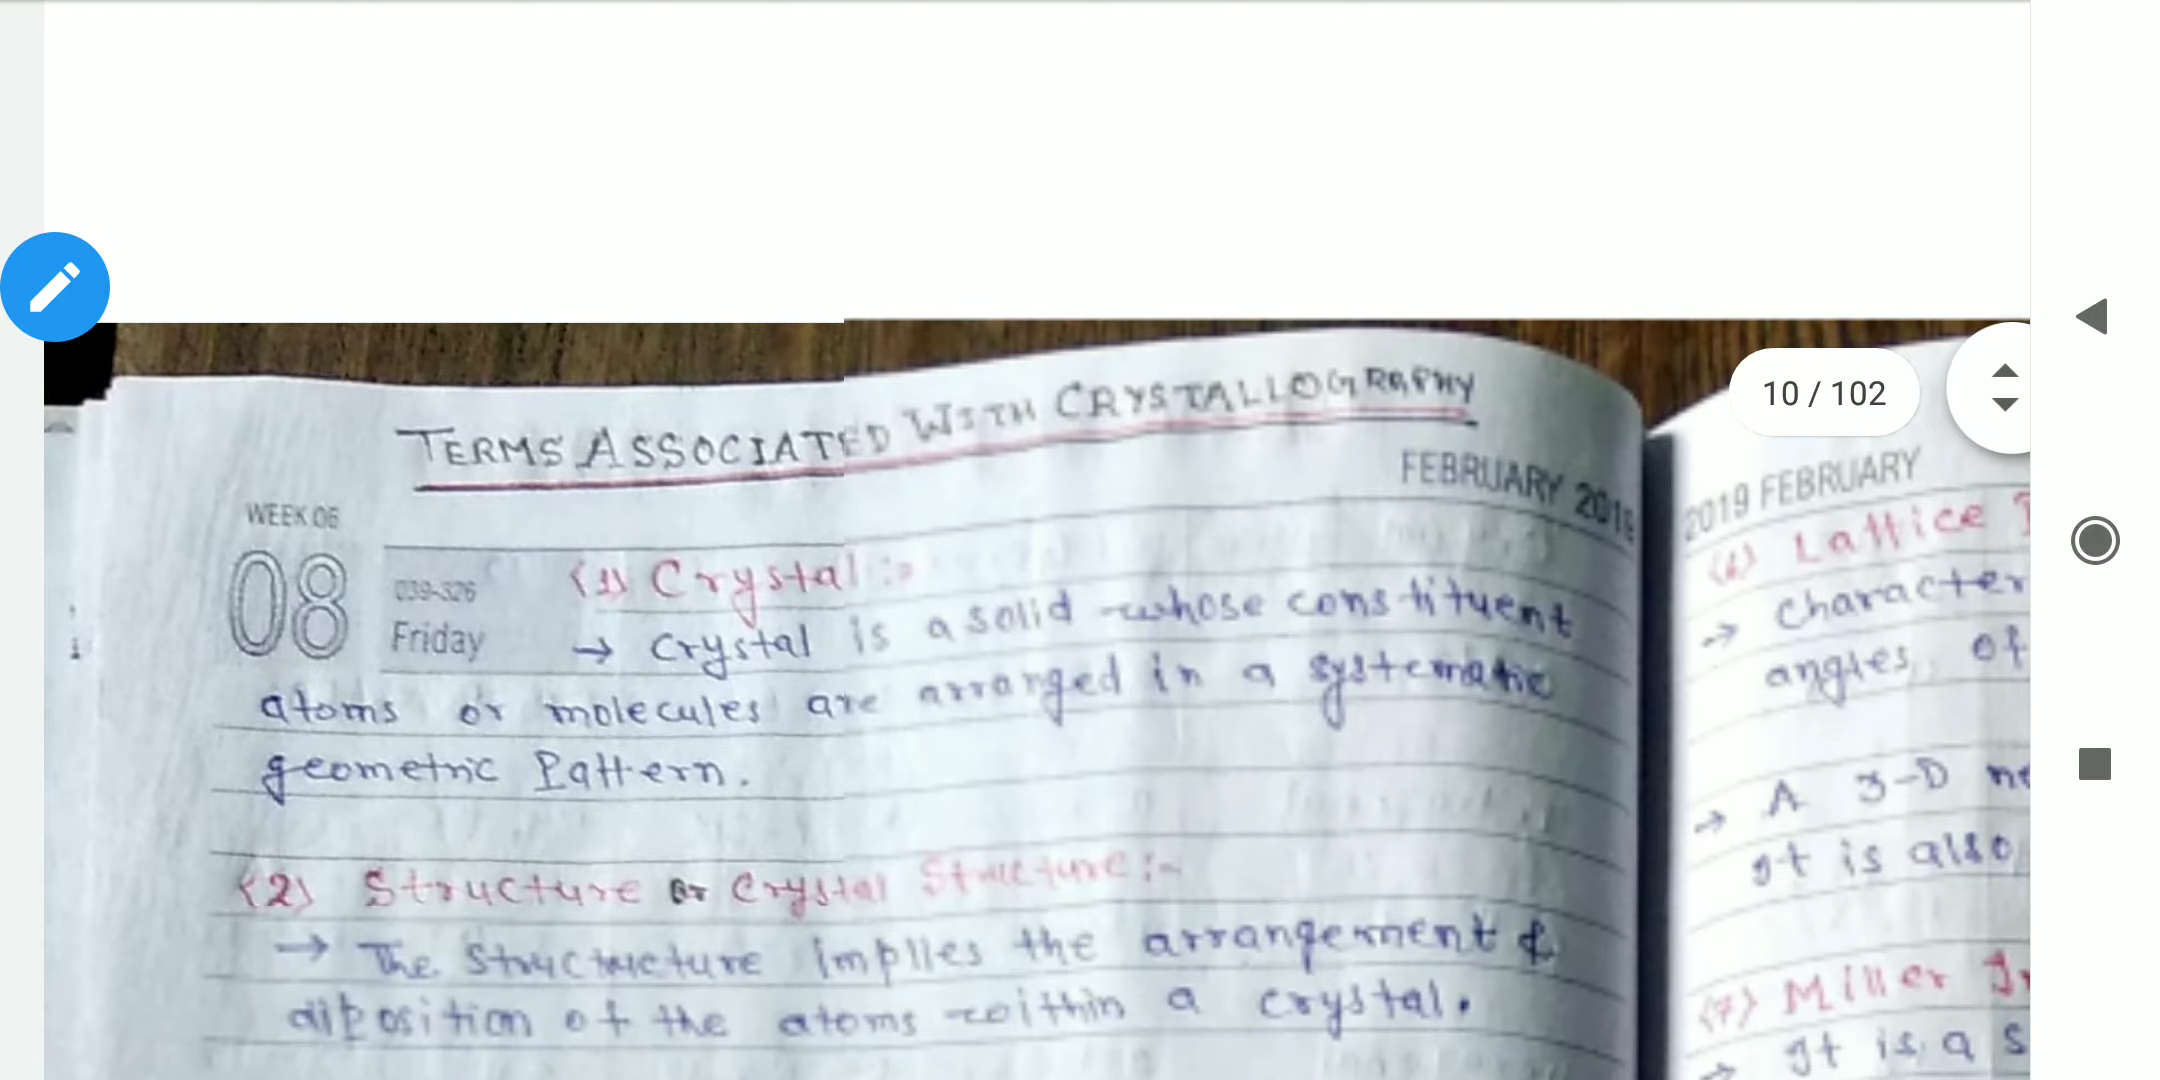 10 / 102
TERMS ASSOCIATED WITH CRYSTALLOGRAPHY
FEBRUARY 2019
WEEK 06
08
039-326
Friday
(1) Crystal :-
→ Crystal is a solid whose constituent
atoms or molecules are arranged in a systematic
geometric Pattern.
(2) Structure or Crystal Structure :-
→ The Structucture implies the arrangement &
diposition of the atoms within a crystal.
2019 FEBRUARY
Lattice
→ Character
angles of
→ A 3-D
It is also
(7) Miller
→ It is a